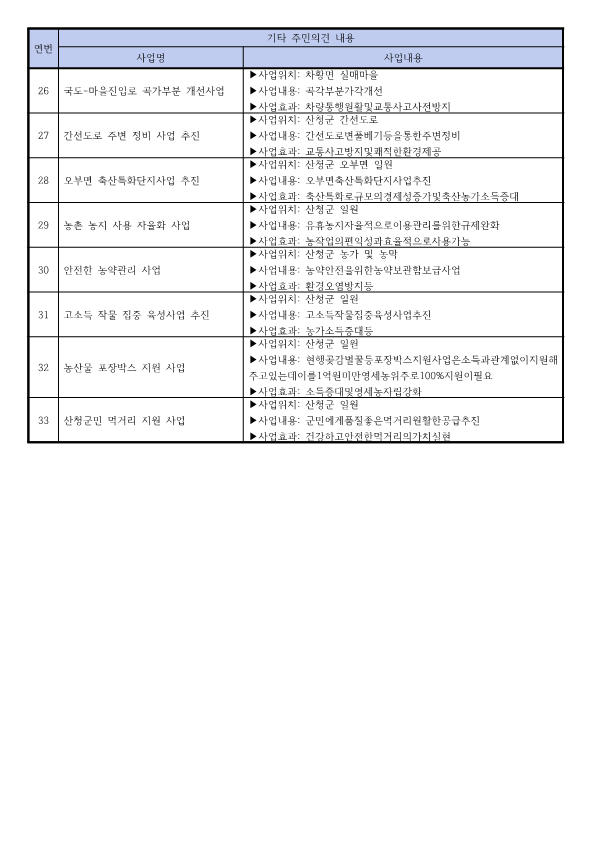 연번
기타 주민의견 내용
사업명
사업내용
26
국도-마을진입로 곡가부분 개선사업
▶사업위치: 차황면 실매마을
▶사업내용: 곡각부분가각개선
▶사업효과: 차량통행원활및교통사고사전방지
27
간선도로 주변 정비 사업 추진
▶사업위치: 산청군 간선도로
▶사업내용: 간선도로변풀베기등을통한주변정비
▶사업효과: 교통사고방지및쾌적한환경제공
28
오부면 축산특화단지사업 추진
▶사업위치: 산청군 오부면 일원
▶사업내용: 오부면축산특화단지사업추진
▶사업효과: 축산특화로규모의경제성증가및축산농가소득증대
29
농촌 농지 사용 자율화 사업
▶사업위치: 산청군 일원
▶사업내용: 유휴농지자율적으로이용관리를위한규제완화
▶사업효과: 농작업의편익성과효율적으로사용가능
30
안전한 농약관리 사업
▶사업위치: 산청군 농가 및 농막
▶사업내용: 농약안전을위한농약보관함보급사업
▶사업효과: 환경오염방지등
31
고소득 작물 집중 육성사업 추진
▶사업위치: 산청군 일원
▶사업내용: 고소득작물집중육성사업추진
▶사업효과: 농가소득증대등
32
농산물 포장박스 지원 사업
▶사업위치: 산청군 일원
▶사업내용: 현행곶감벌꿀등포장박스지원사업은소득과관계없이지원해
주고있는데이를1억원미만영세농위주로100%지원이필요
▶사업효과: 소득증대및영세농자립강화
33
산청군민 먹거리 지원 사업
▶사업위치: 산청군 일원
▶사업내용: 군민에게품질좋은먹거리원활한공급추진
▶사업효과: 건강하고안전한먹거리의가치실현